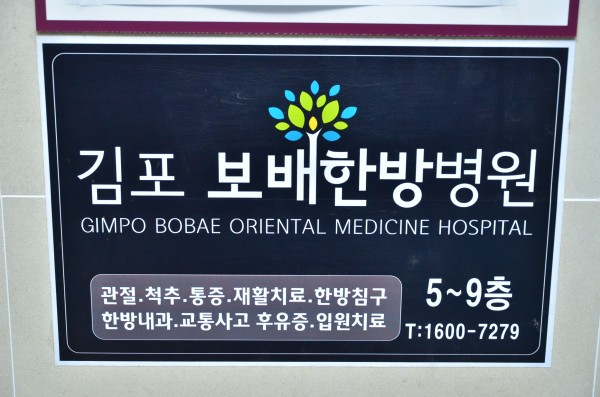 김포 보배한방병원
GIMPO BOBAE ORIENTAL MEDICINE HOSPITAL
관절.척추.통증.재활치료.한방침구
한방내과.교통사고 후유증.입원치료
5~9층
T:1600-7279